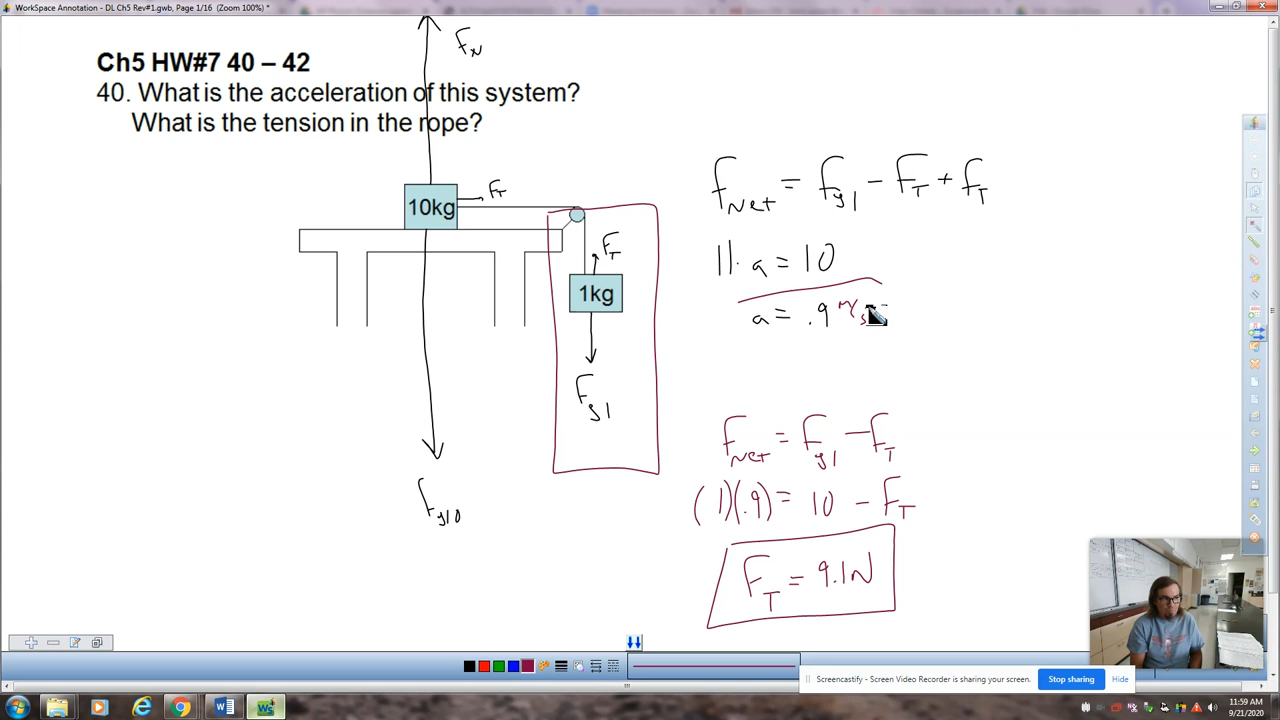 WorkSpace Annotation - DL Ch5 Rev#1.gwb, Page 1/16 (Zoom 100%) *
Ch5 HW#7 40 – 42
40. What is the acceleration of this system?
What is the tension in the rope?
FN
FT
10kg
FT
1kg
Fg1
Fg10
FNet = Fg1 - FT + FT
11 · a = 10
a = .9 m/s
FNet = Fg1 - FT
(1)(.9) = 10 - FT
FT = 9.1N
Screencastify - Screen Video Recorder is sharing your screen.
Stop sharing
Hide
11:59 AM
9/21/2020